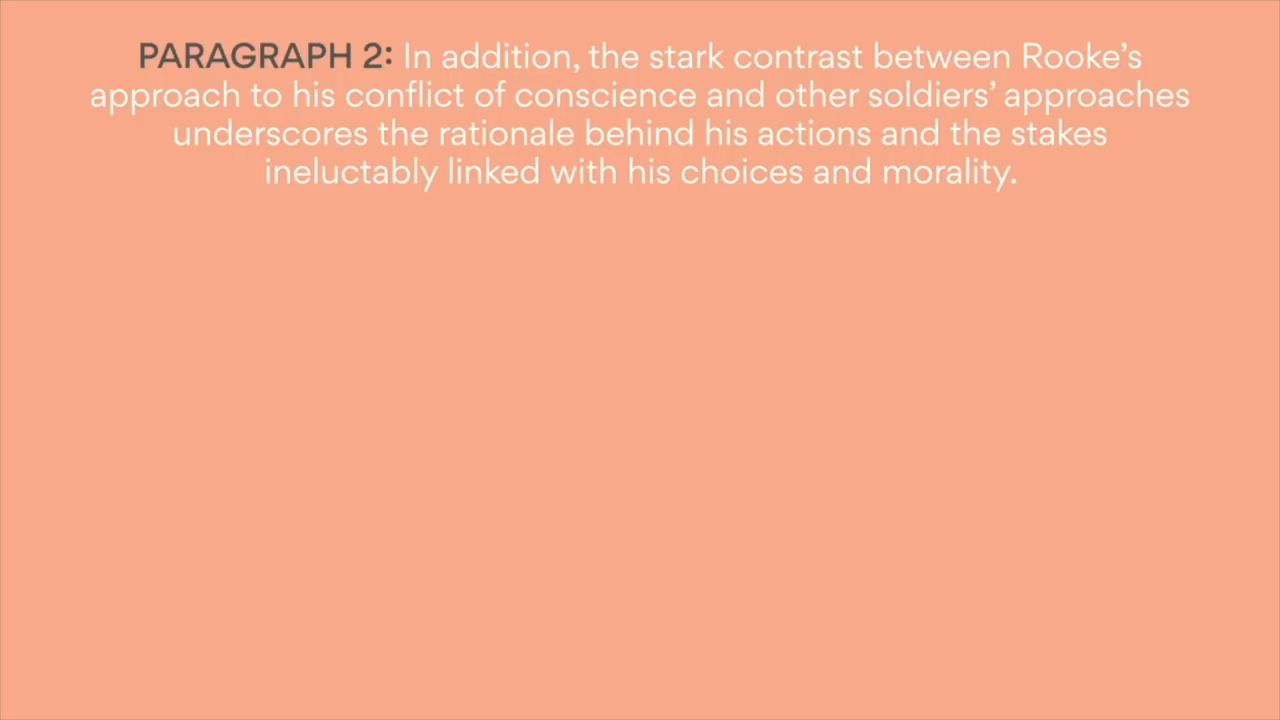 PARAGRAPH 2: In addition, the stark contrast between Rooke’s
approach to his conflict of conscience and other soldiers’ approaches
underscores the rationale behind his actions and the stakes
ineluctably linked with his choices and morality.